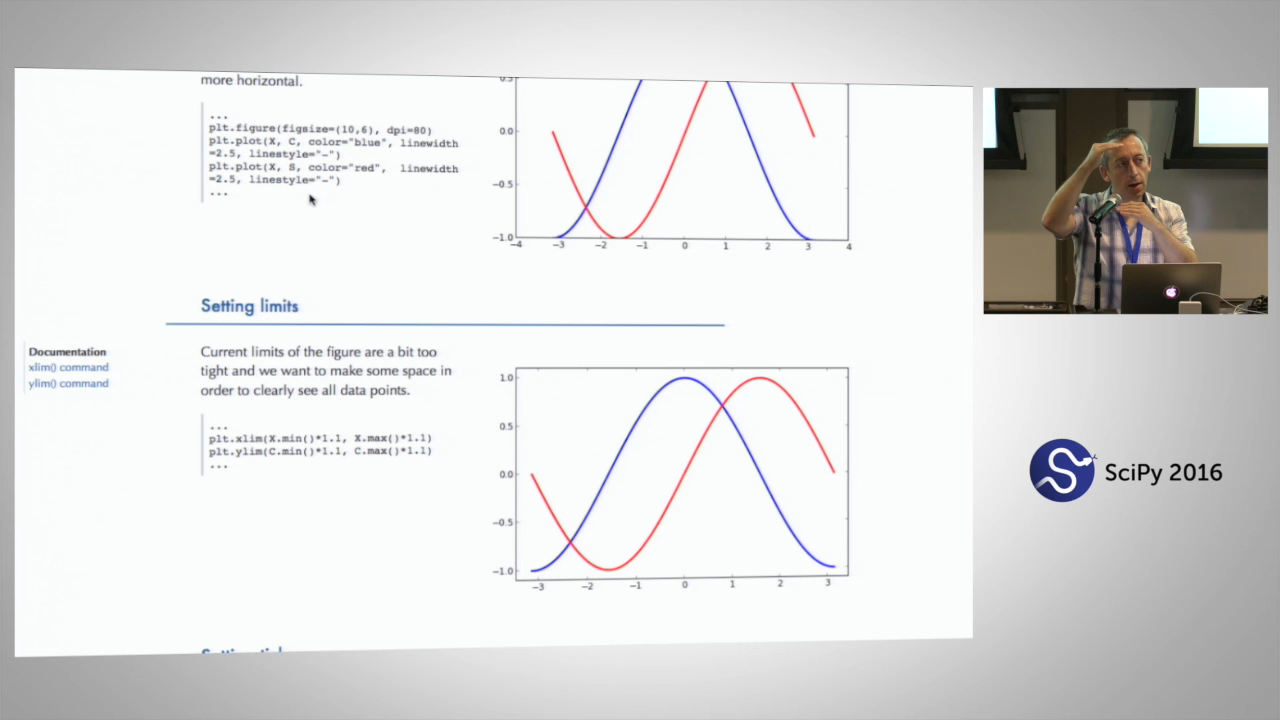 more horizontal.
...
plt.figure(figsize=(10,6), dpi=80)
plt.plot(X, C, color="blue", linewidth
=2.5, linestyle="-")
plt.plot(X, S, color="red",  linewidth
=2.5, linestyle="-")
...
0.5
0.0
−0.5
−1.0
−4 −3 −2 −1 0 1 2 3 4
Setting limits
Documentation
xlim() command
ylim() command
Current limits of the figure are a bit too
tight and we want to make some space in
order to clearly see all data points.
...
plt.xlim(X.min()*1.1, X.max()*1.1)
plt.ylim(C.min()*1.1, C.max()*1.1)
...
1.0
0.5
0.0
−0.5
−1.0
−3 −2 −1 0 1 2 3
SciPy 2016